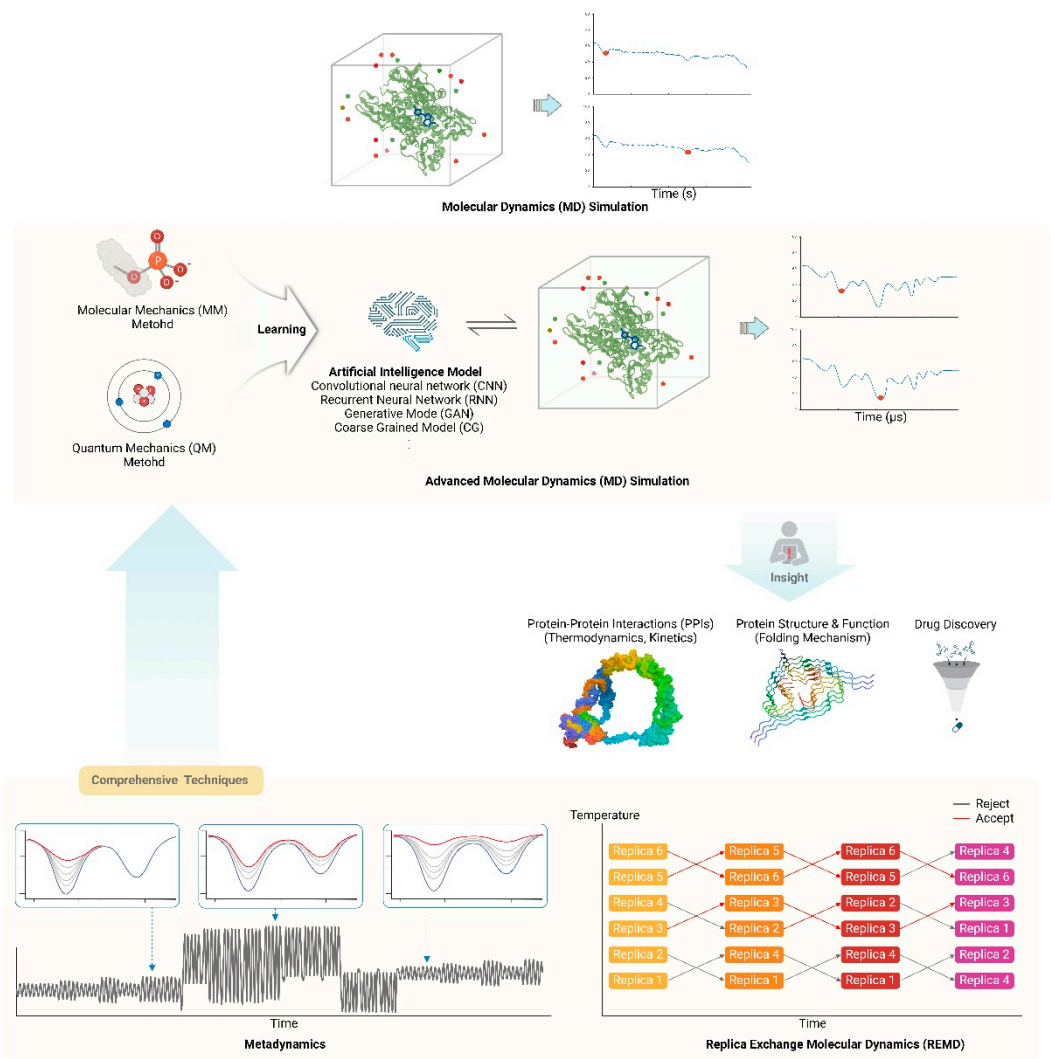 Time (s)
Molecular Dynamics (MD) Simulation
O
P
O
O
O
Molecular Mechanics (MM)
Metohd
Quantum Mechanics (QM)
Metohd
Learning
Artificial Intelligence Model
Convolutional neural network (CNN)
Recurrent Neural Network (RNN)
Generative Mode (GAN)
Coarse Grained Model (CG)
:
Time (µs)
Advanced Molecular Dynamics (MD) Simulation
Insight
Protein-Protein Interactions (PPIs)
(Thermodynamics, Kinetics)
Protein Structure & Function
(Folding Mechanism)
Drug Discovery
Comprehensive Techniques
Time
Metadynamics
Temperature
Reject
Accept
Replica 6 Replica 5 Replica 6 Replica 4
Replica 5 Replica 6 Replica 5 Replica 6
Replica 4 Replica 3 Replica 2 Replica 3
Replica 3 Replica 2 Replica 3 Replica 1
Replica 2 Replica 4 Replica 4 Replica 2
Replica 1 Replica 1 Replica 1 Replica 4
Time
Replica Exchange Molecular Dynamics (REMD)